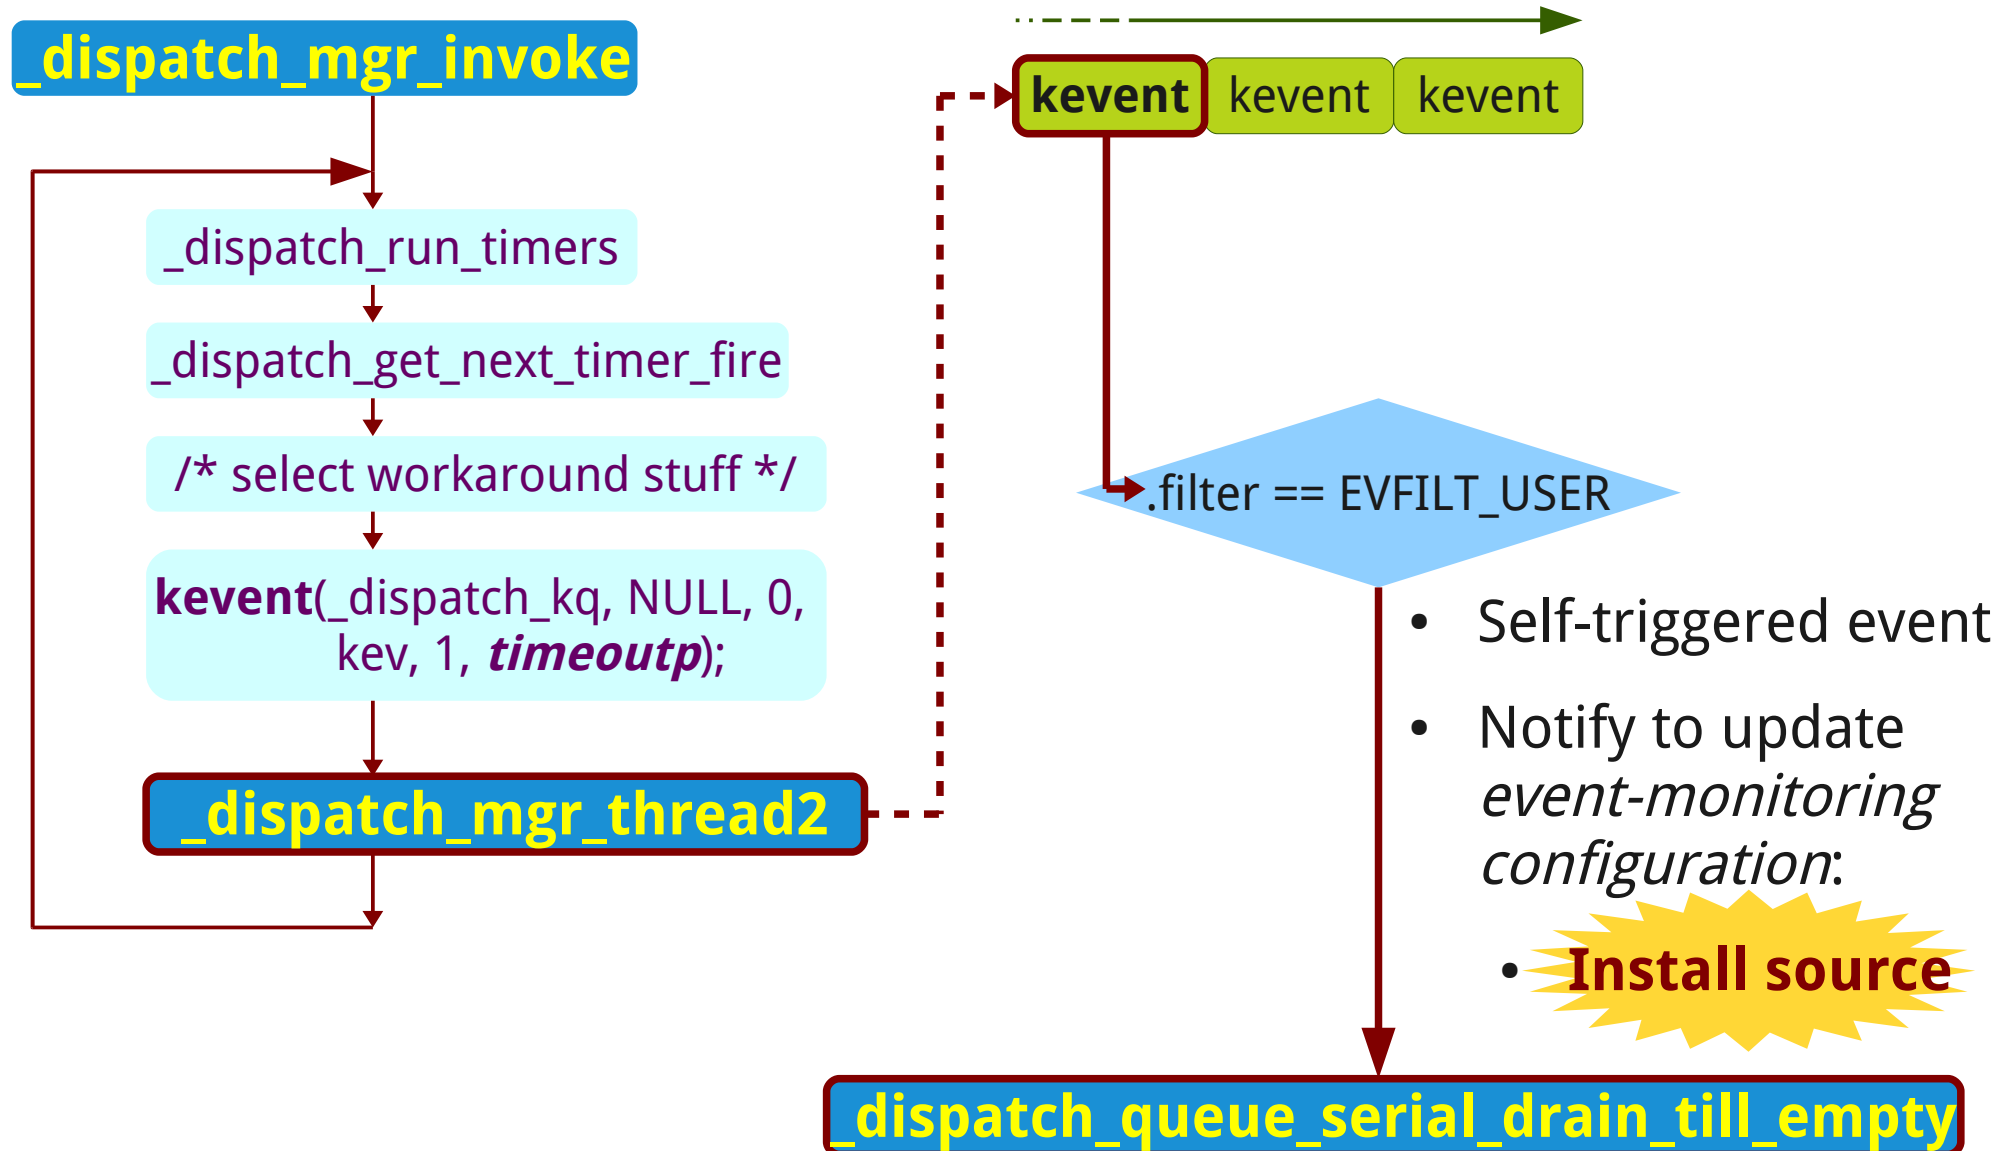 _dispatch_mgr_invoke
_dispatch_run_timers
_dispatch_get_next_timer_fire
/* select workaround stuff */
kevent(_dispatch_kq, NULL, 0,
kev, 1, timeoutp);
_dispatch_mgr_thread2
kevent kevent kevent
.filter == EVFILT_USER
• Self-triggered event
• Notify to update
event-monitoring
configuration:
• Install source
_dispatch_queue_serial_drain_till_empty